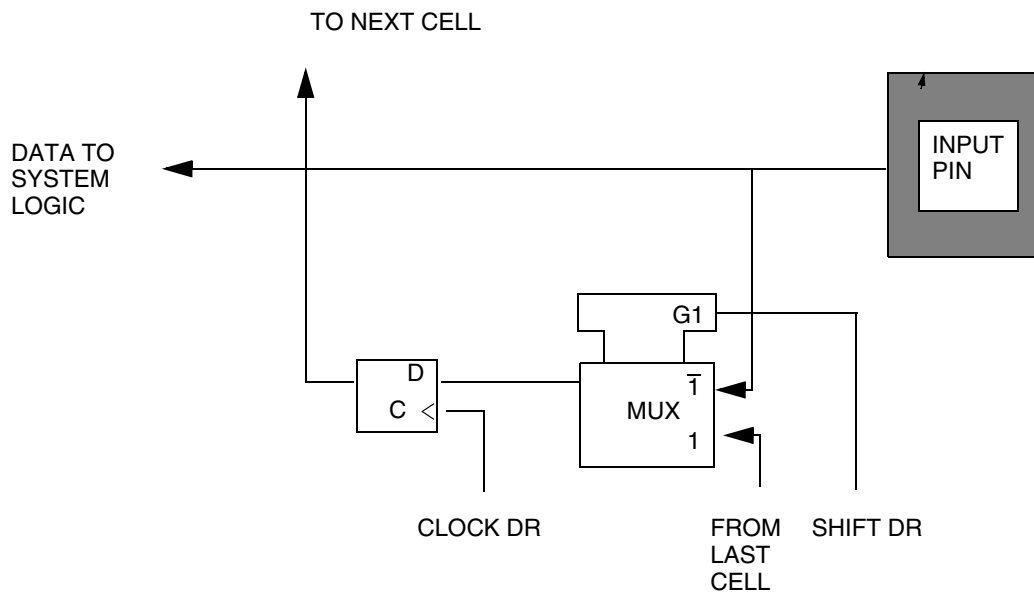 TO NEXT CELL
DATA TO
SYSTEM
LOGIC
INPUT
PIN
G1
D
C
1̅
MUX
1
CLOCK DR
FROM
LAST
CELL
SHIFT DR